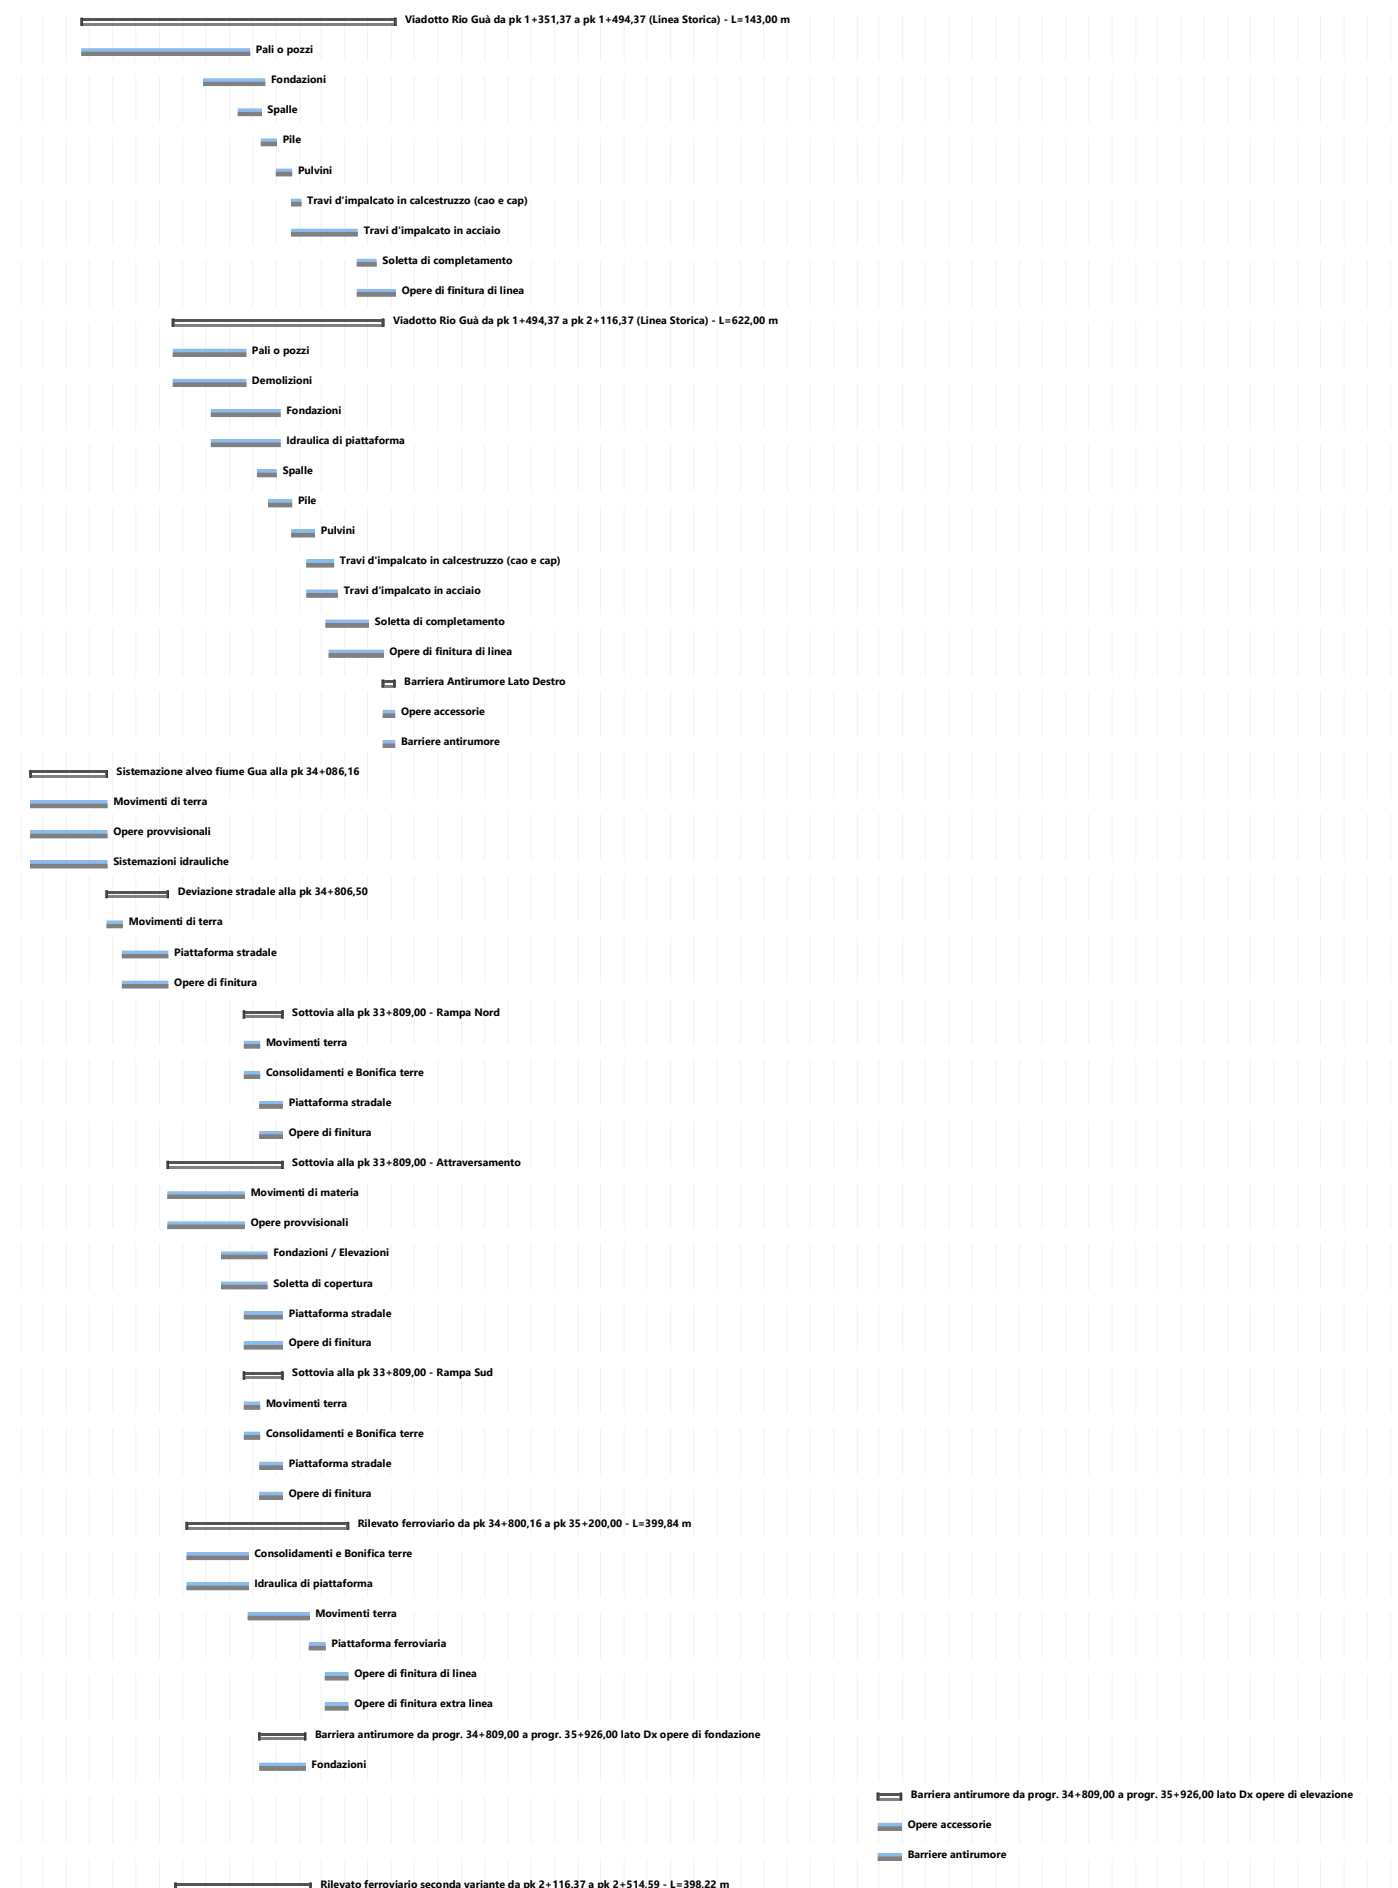 Viadotto Rio Guà da pk 1+351,37 a pk 1+494,37 (Linea Storica) - L=143,00 m
Pali o pozzi
Fondazioni
Spalle
Pile
Pulvini
Travi d'impalcato in calcestruzzo (cao e cap)
Travi d'impalcato in acciaio
Soletta di completamento
Opere di finitura di linea
Viadotto Rio Guà da pk 1+494,37 a pk 2+116,37 (Linea Storica) - L=622,00 m
Pali o pozzi
Demolizioni
Fondazioni
Idraulica di piattaforma
Spalle
Pile
Pulvini
Travi d'impalcato in calcestruzzo (cao e cap)
Travi d'impalcato in acciaio
Soletta di completamento
Opere di finitura di linea
Barriera Antirumore Lato Destro
Opere accessorie
Barriere antirumore
Sistemazione alveo fiume Gua alla pk 34+086,16
Movimenti di terra
Opere provvisionali
Sistemazioni idrauliche
Deviazione stradale alla pk 34+806,50
Movimenti di terra
Piattaforma stradale
Opere di finitura
Sottovia alla pk 33+809,00 - Rampa Nord
Movimenti terra
Consolidamenti e Bonifica terre
Piattaforma stradale
Opere di finitura
Sottovia alla pk 33+809,00 - Attraversamento
Movimenti di materia
Opere provvisionali
Fondazioni / Elevazioni
Soletta di copertura
Piattaforma stradale
Opere di finitura
Sottovia alla pk 33+809,00 - Rampa Sud
Movimenti terra
Consolidamenti e Bonifica terre
Piattaforma stradale
Opere di finitura
Rilevato ferroviario da pk 34+800,16 a pk 35+200,00 - L=399,84 m
Consolidamenti e Bonifica terre
Idraulica di piattaforma
Movimenti terra
Piattaforma ferroviaria
Opere di finitura di linea
Opere di finitura extra linea
Barriera antirumore da progr. 34+809,00 a progr. 35+926,00 lato Dx opere di fondazione
Fondazioni
Barriera antirumore da progr. 34+809,00 a progr. 35+926,00 lato Dx opere di elevazione
Opere accessorie
Barriere antirumore
Rilevato ferroviario seconda variante da pk 2+116,37 a pk 2+514,59 - L=398,22 m